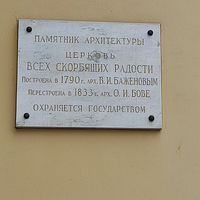 ПАМЯТНИК АРХИТЕКТУРЫ
ЦЕРКОВЬ
ВСЕХ СКОРБЯЩИХ РАДОСТИ
ПОСТРОЕНА В 1790 Г. АРХ. В. И. БАЖЕНОВЫМ
ПЕРЕСТРОЕНА В 1833 Г. АРХ. О. И. БОВЕ
ОХРАНЯЕТСЯ ГОСУДАРСТВОМ